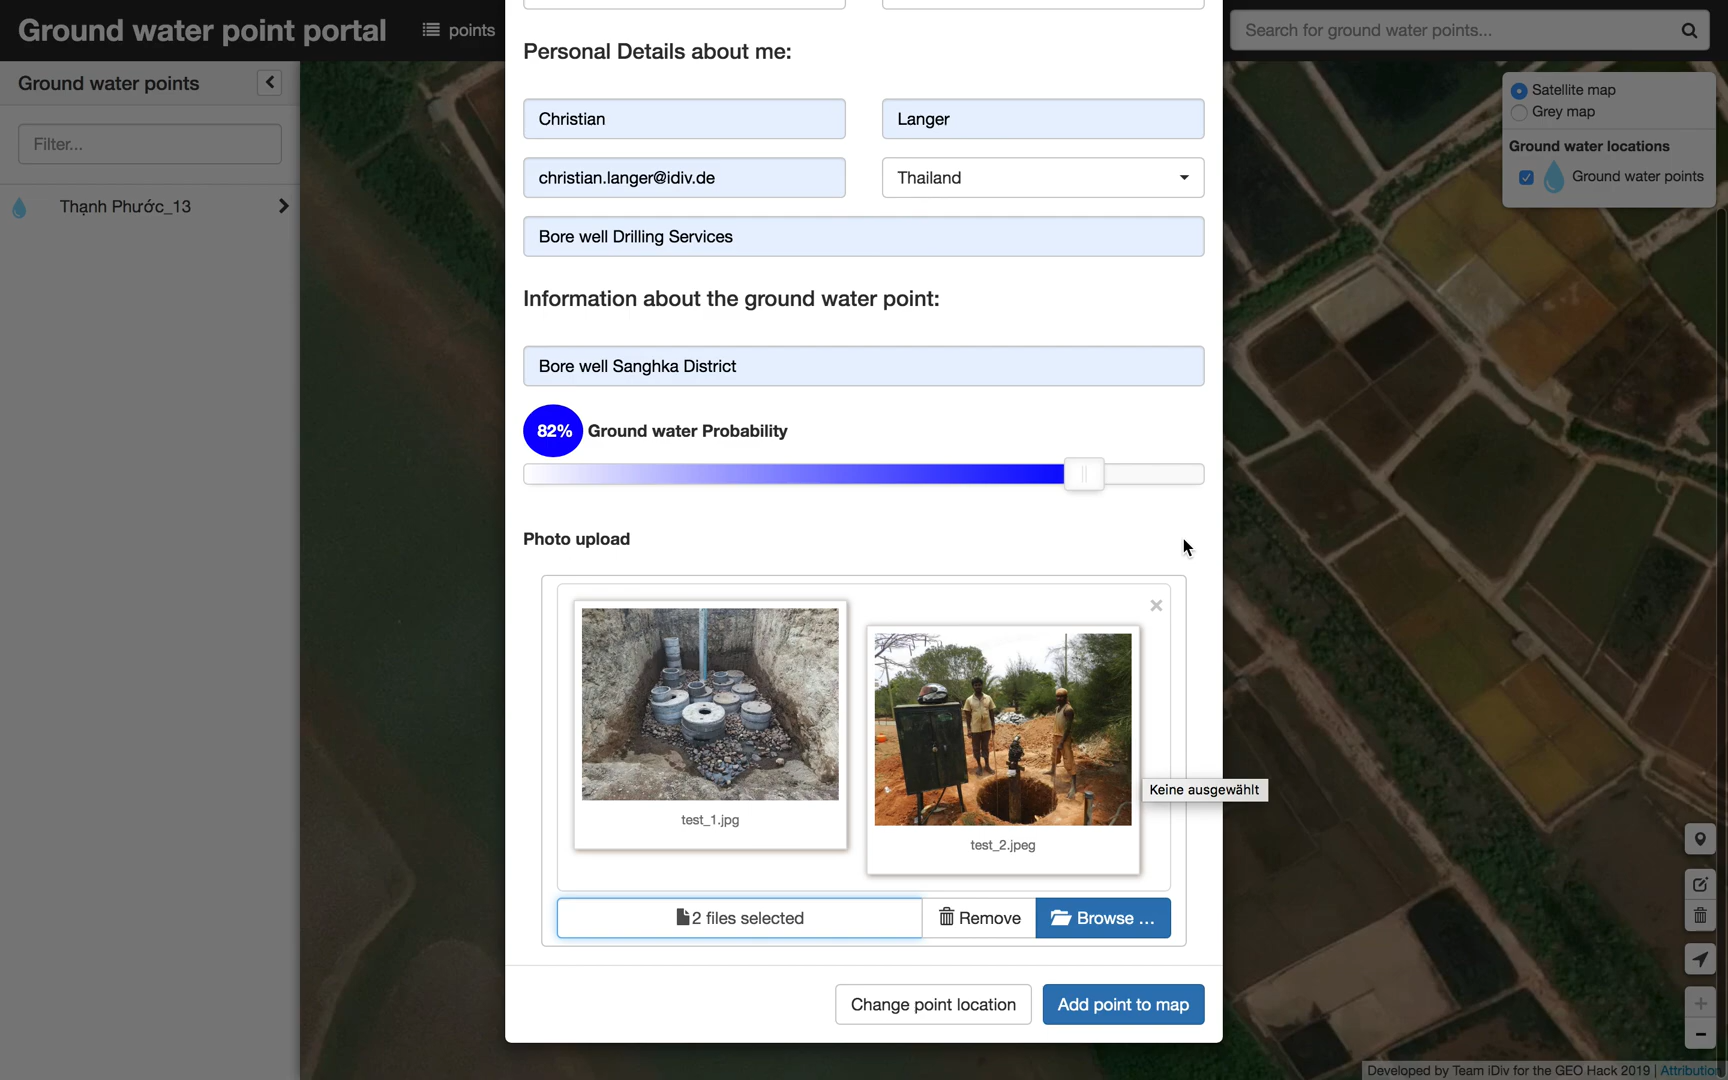 Ground water point portal
points
Search for ground water points...
Ground water points
Filter...
Thạnh Phước_13
Personal Details about me:
Christian
Langer
christian.langer@idiv.de
Thailand
Bore well Drilling Services
Information about the ground water point:
Bore well Sanghka District
82%
Ground water Probability
Photo upload
test_1.jpg
test_2.jpeg
Keine ausgewählt
2 files selected
Remove
Browse ...
Change point location
Add point to map
Satellite map
Grey map
Ground water locations
Ground water points
Developed by Team iDiv for the GEO Hack 2019 | Attribution